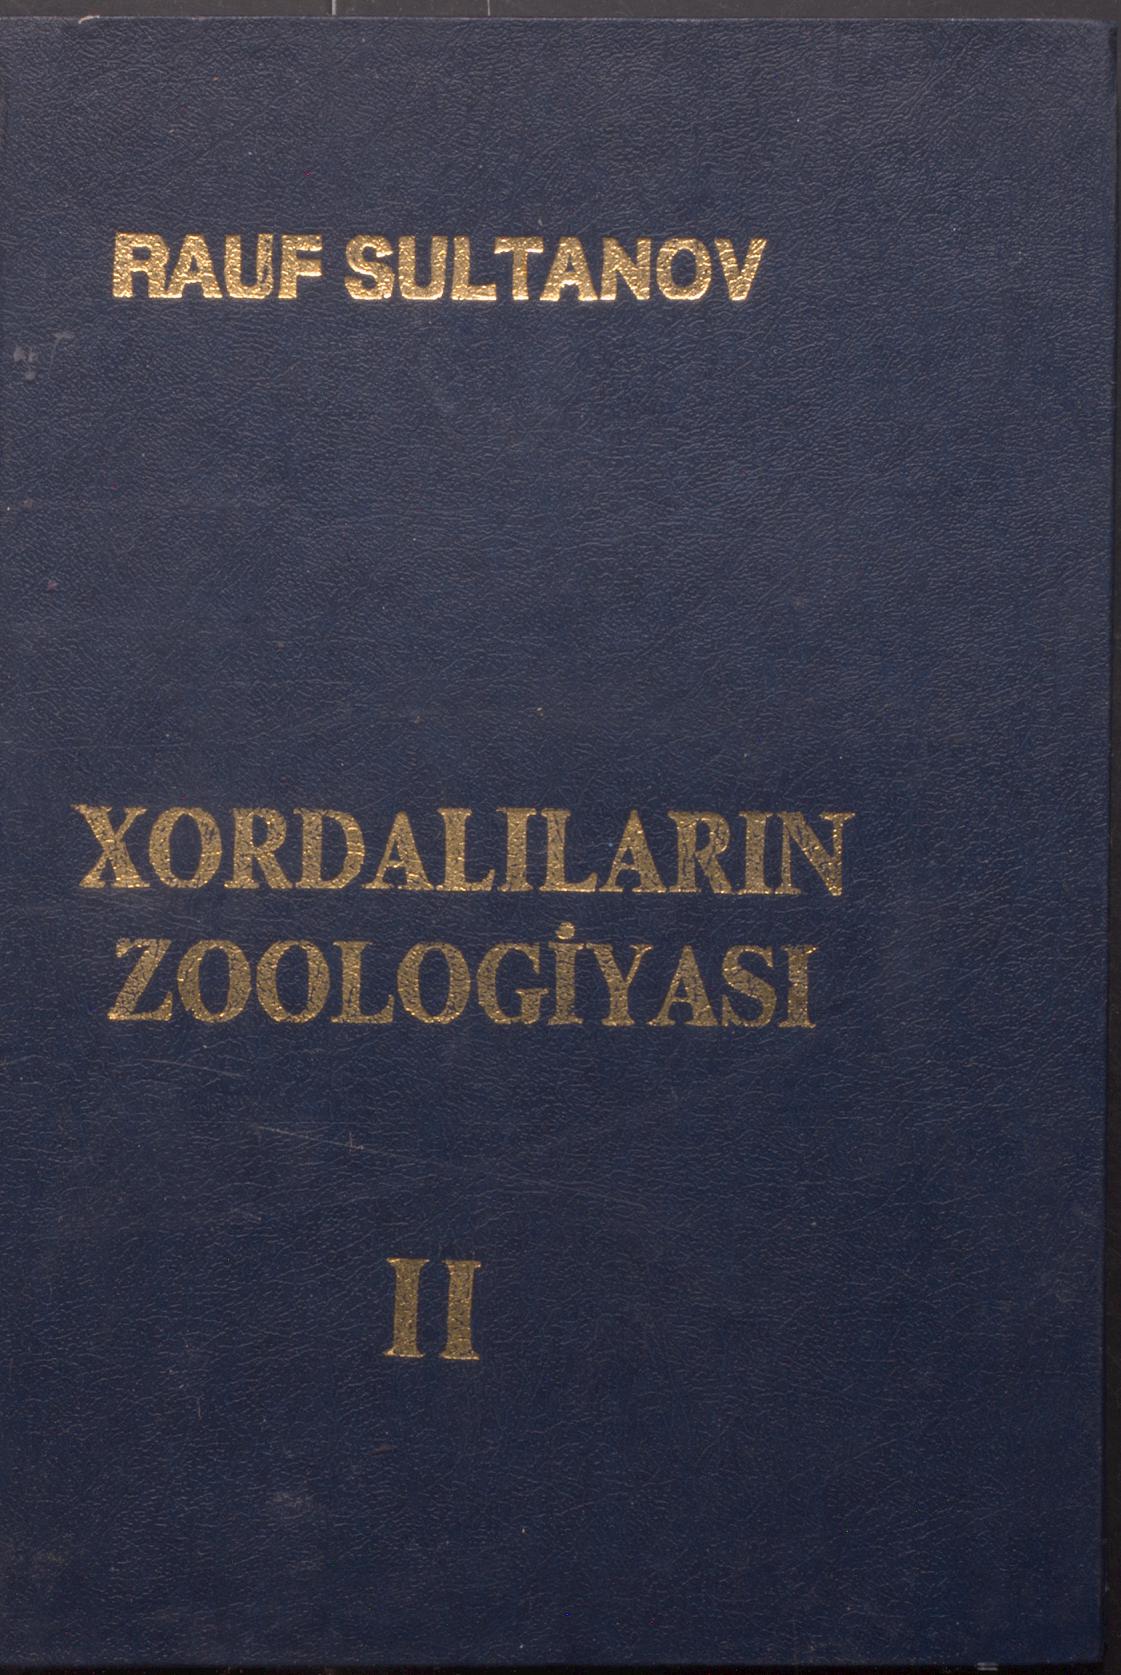 RAUF SULTANOV
XORDALILARIN
ZOOLOGİYASI
II